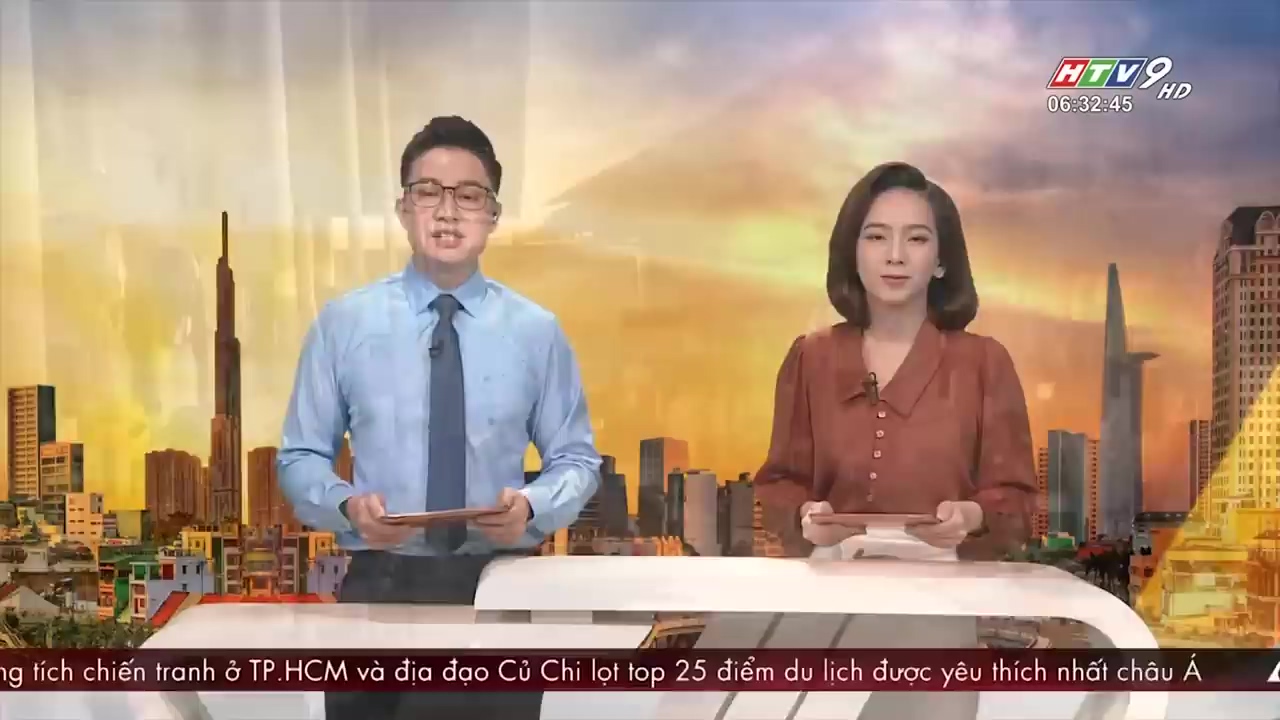 HTV9 HD
06:32:45
ng tích chiến tranh ở TP.HCM và địa đạo Củ Chi lọt top 25 điểm du lịch được yêu thích nhất châu Á